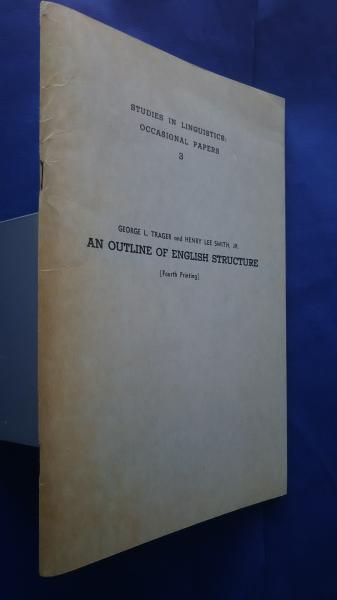 STUDIES IN LINGUISTICS:
OCCASIONAL PAPERS
3
GEORGE L. TRAGER and HENRY LEE SMITH, JR.
AN OUTLINE OF ENGLISH STRUCTURE
[Fourth Printing]